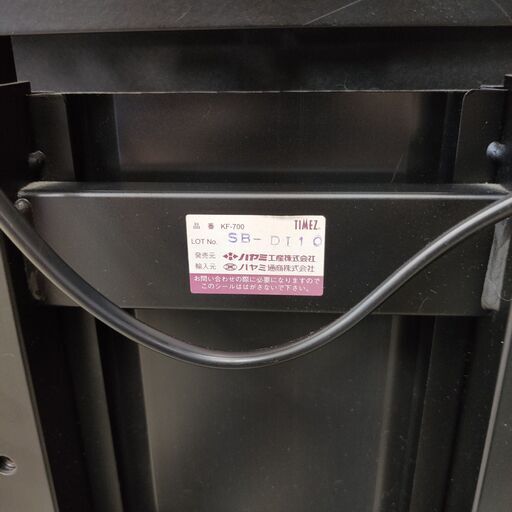 品 番 KF-700 TIMEZ
LOT No. SB-DI10
発売元 ハヤミ工産株式会社
輸入元 ハヤミ通商株式会社
お問い合わせの際に必要になりますので
このシールははがさないで下さい。